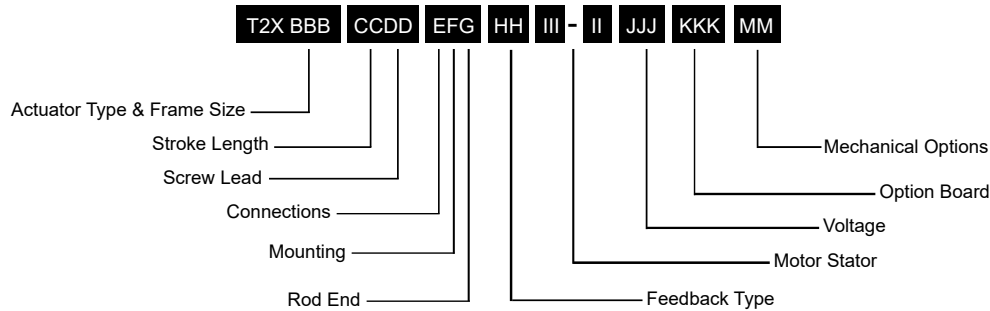 T2X BBB CCDD EFG HH III - II JJJ KKK MM
Actuator Type & Frame Size
Stroke Length
Mechanical Options
Screw Lead
Option Board
Connections
Voltage
Mounting
Motor Stator
Rod End
Feedback Type